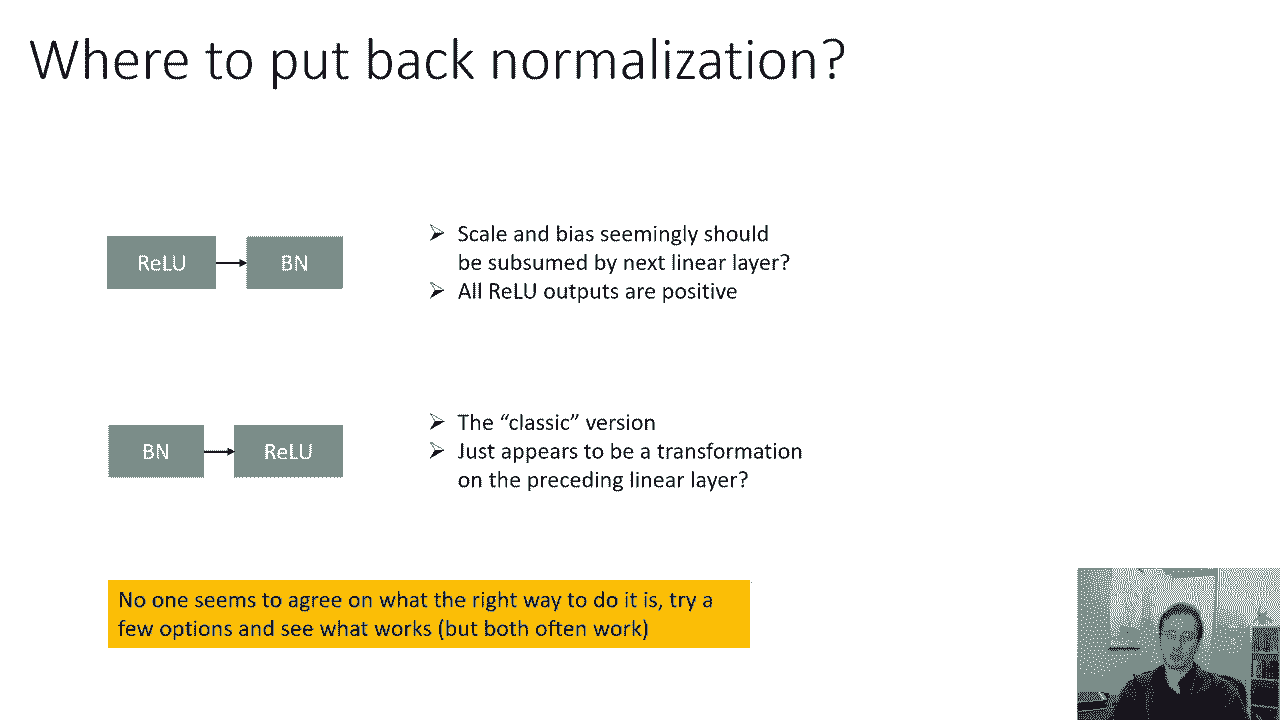 Where to put back normalization?
ReLU
BN
Scale and bias seemingly should
be subsumed by next linear layer?
All ReLU outputs are positive
BN
ReLU
The “classic” version
Just appears to be a transformation
on the preceding linear layer?
No one seems to agree on what the right way to do it is, try a
few options and see what works (but both often work)